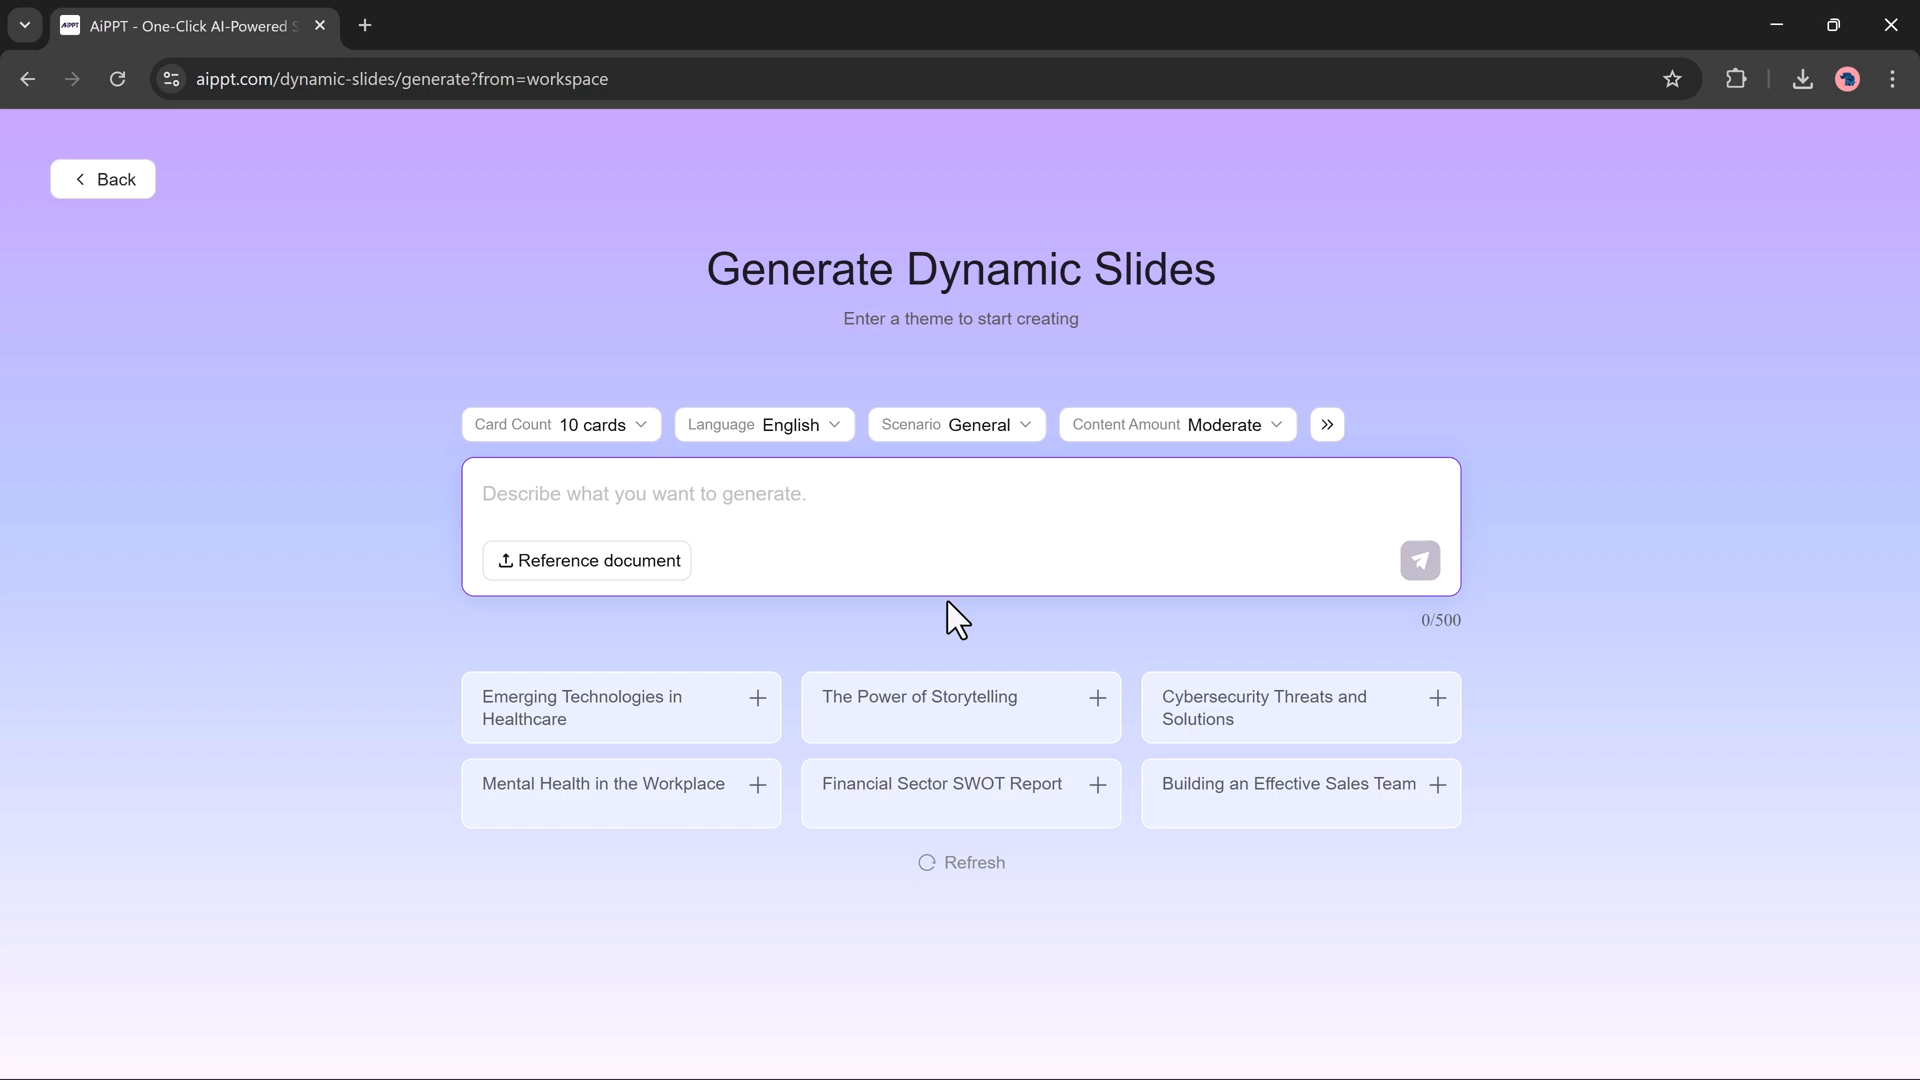 AiPPT - One-Click AI-Powered S
aippt.com/dynamic-slides/generate?from=workspace
Back
Generate Dynamic Slides
Enter a theme to start creating
Card Count 10 cards Language English Scenario General Content Amount Moderate
Describe what you want to generate.
Reference document
0/500
Emerging Technologies in
Healthcare
The Power of Storytelling
Cybersecurity Threats and
Solutions
Mental Health in the Workplace
Financial Sector SWOT Report
Building an Effective Sales Team
Refresh